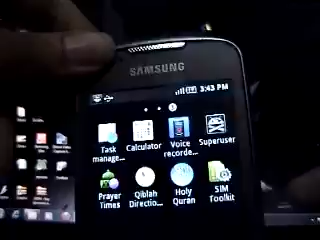 SAMSUNG
3:43 PM
Task manage...
Calculator
Voice recorde...
Superuser
Prayer Times
Qiblah Directio...
Holy Quran
SIM Toolkit